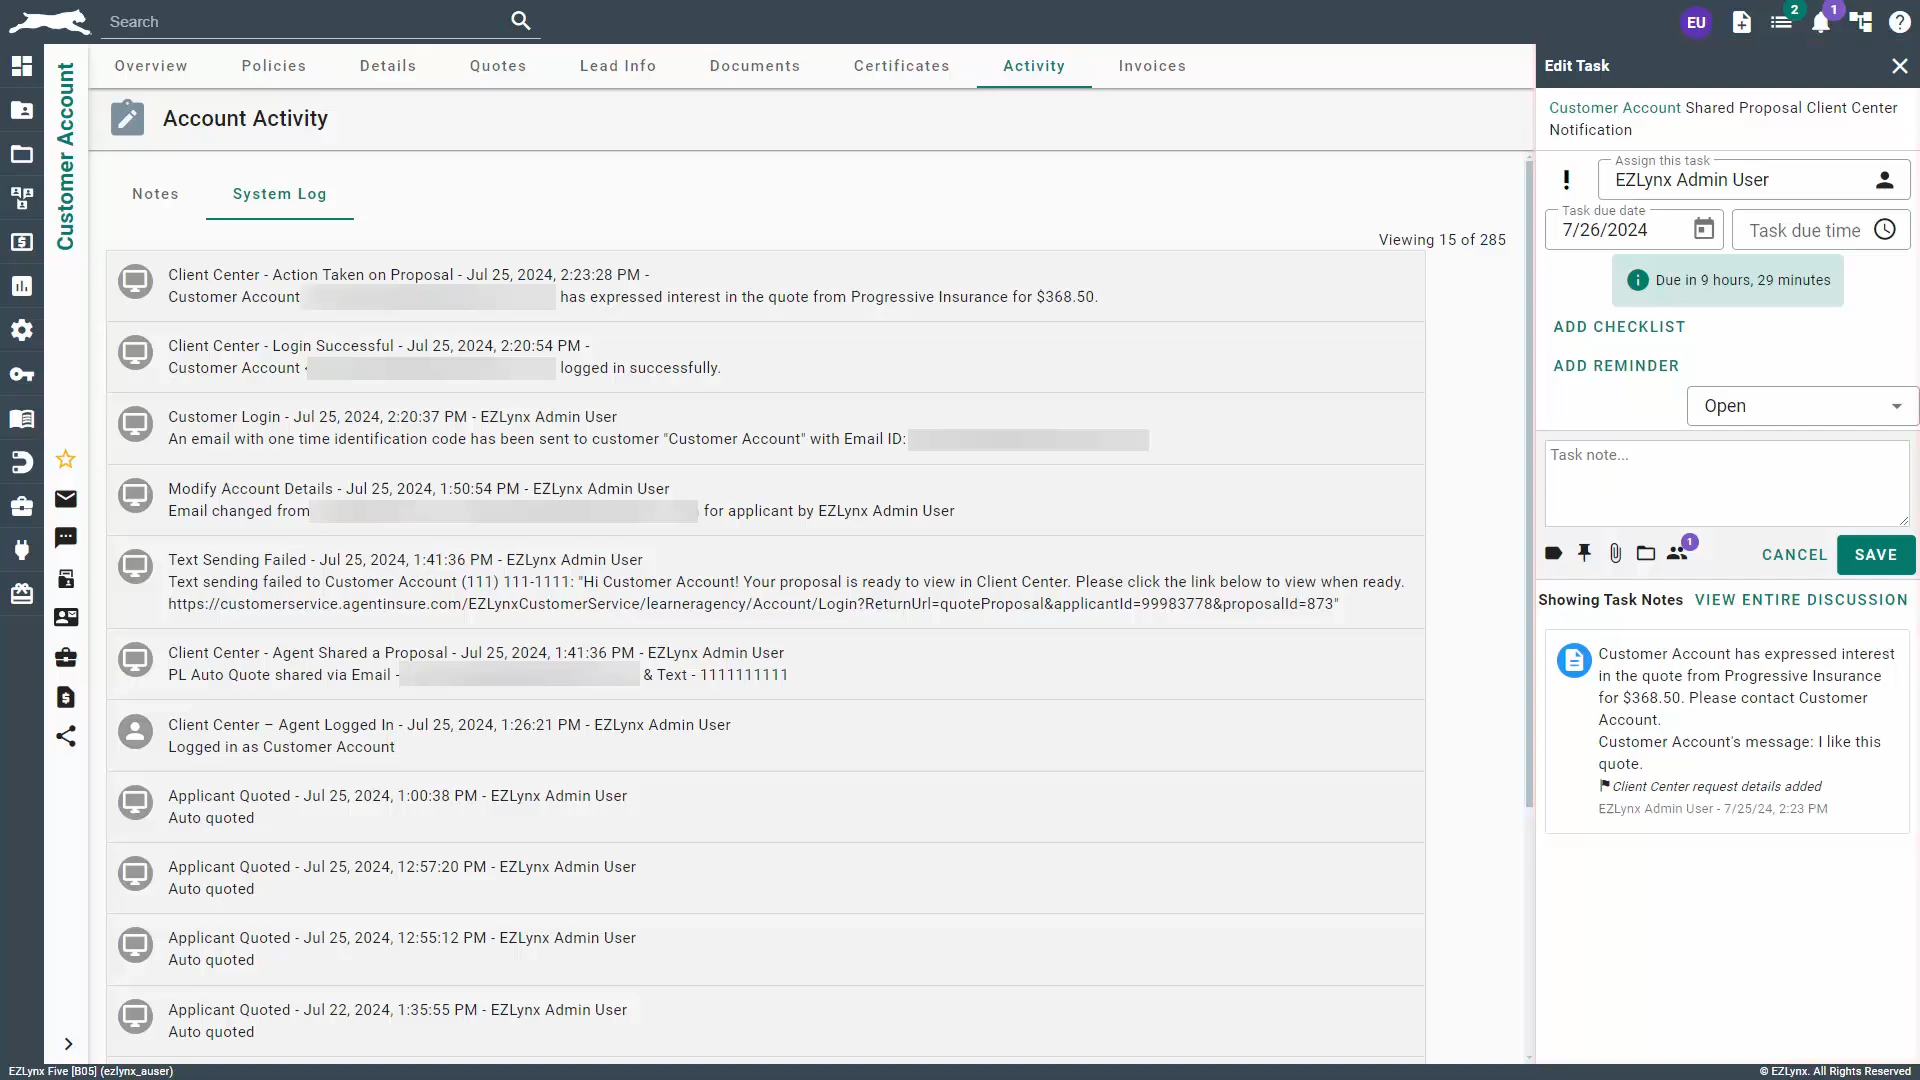 Search
EU
2
1
Customer Account
Overview Policies Details Quotes Lead Info Documents Certificates Activity Invoices
Account Activity
Notes System Log
Viewing 15 of 285
Client Center - Action Taken on Proposal - Jul 25, 2024, 2:23:28 PM -
Customer Account has expressed interest in the quote from Progressive Insurance for $368.50.
Client Center - Login Successful - Jul 25, 2024, 2:20:54 PM -
Customer Account logged in successfully.
Customer Login - Jul 25, 2024, 2:20:37 PM - EZLynx Admin User
An email with one time identification code has been sent to customer "Customer Account" with Email ID:
Modify Account Details - Jul 25, 2024, 1:50:54 PM - EZLynx Admin User
Email changed from for applicant by EZLynx Admin User
Text Sending Failed - Jul 25, 2024, 1:41:36 PM - EZLynx Admin User
Text sending failed to Customer Account (111) 111-1111: "Hi Customer Account! Your proposal is ready to view in Client Center. Please click the link below to view when ready.
https://customerservice.agentinsure.com/EZLynxCustomerService/learneragency/Account/Login?ReturnUrl=quoteProposal&applicantId=99983778&proposalId=873"
Client Center - Agent Shared a Proposal - Jul 25, 2024, 1:41:36 PM - EZLynx Admin User
PL Auto Quote shared via Email - & Text - 1111111111
Client Center – Agent Logged In - Jul 25, 2024, 1:26:21 PM - EZLynx Admin User
Logged in as Customer Account
Applicant Quoted - Jul 25, 2024, 1:00:38 PM - EZLynx Admin User
Auto quoted
Applicant Quoted - Jul 25, 2024, 12:57:20 PM - EZLynx Admin User
Auto quoted
Applicant Quoted - Jul 25, 2024, 12:55:12 PM - EZLynx Admin User
Auto quoted
Applicant Quoted - Jul 22, 2024, 1:35:55 PM - EZLynx Admin User
Auto quoted
Edit Task
Customer Account Shared Proposal Client Center
Notification
Assign this task
EZLynx Admin User
Task due date
7/26/2024
Task due time
Due in 9 hours, 29 minutes
ADD CHECKLIST
ADD REMINDER
Open
Task note...
1
CANCEL SAVE
Showing Task Notes VIEW ENTIRE DISCUSSION
Customer Account has expressed interest
in the quote from Progressive Insurance
for $368.50. Please contact Customer
Account.
Customer Account's message: I like this
quote.
Client Center request details added
EZLynx Admin User - 7/25/24, 2:23 PM
EZLynx Five [B05] (ezlynx_auser)
© EZLynx. All Rights Reserved